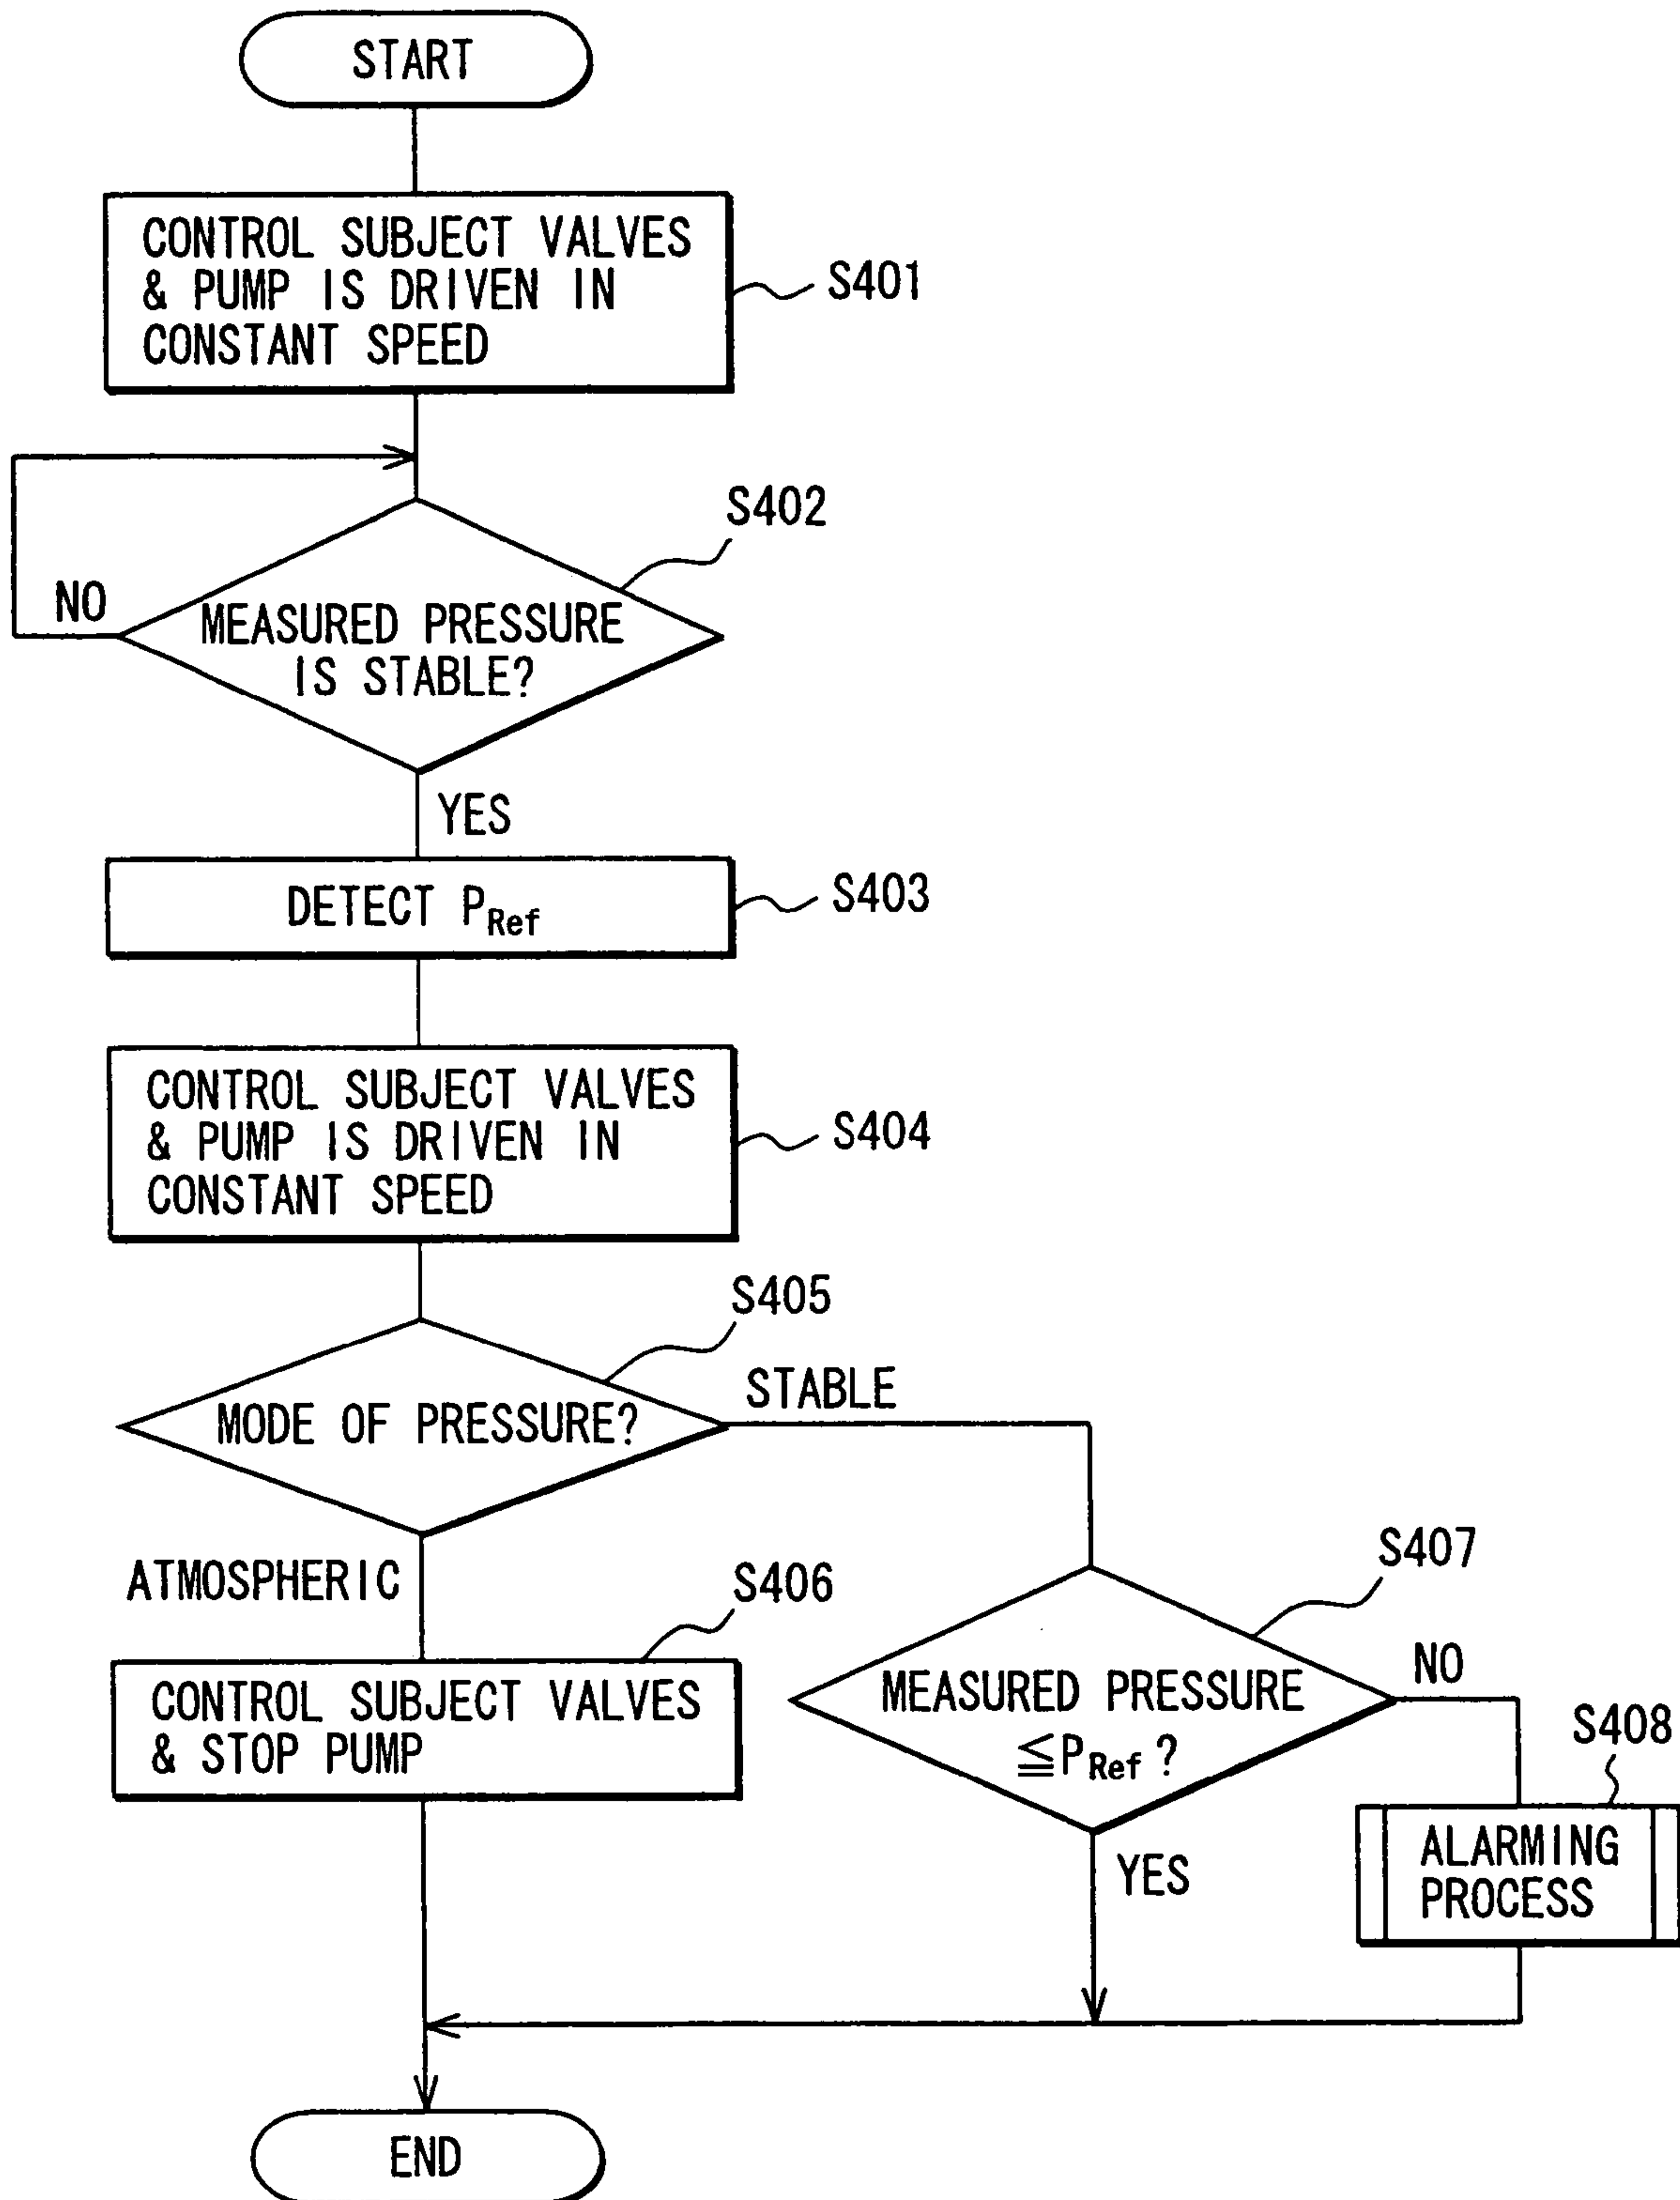 START
CONTROL SUBJECT VALVES
& PUMP IS DRIVEN IN
CONSTANT SPEED
S401
S402
NO
MEASURED PRESSURE
IS STABLE?
YES
DETECT PRef
S403
CONTROL SUBJECT VALVES
& PUMP IS DRIVEN IN
CONSTANT SPEED
S404
S405
STABLE
MODE OF PRESSURE?
ATMOSPHERIC
S406
CONTROL SUBJECT VALVES
& STOP PUMP
S407
MEASURED PRESSURE
≦PRef ?
NO
YES
S408
ALARMING
PROCESS
END